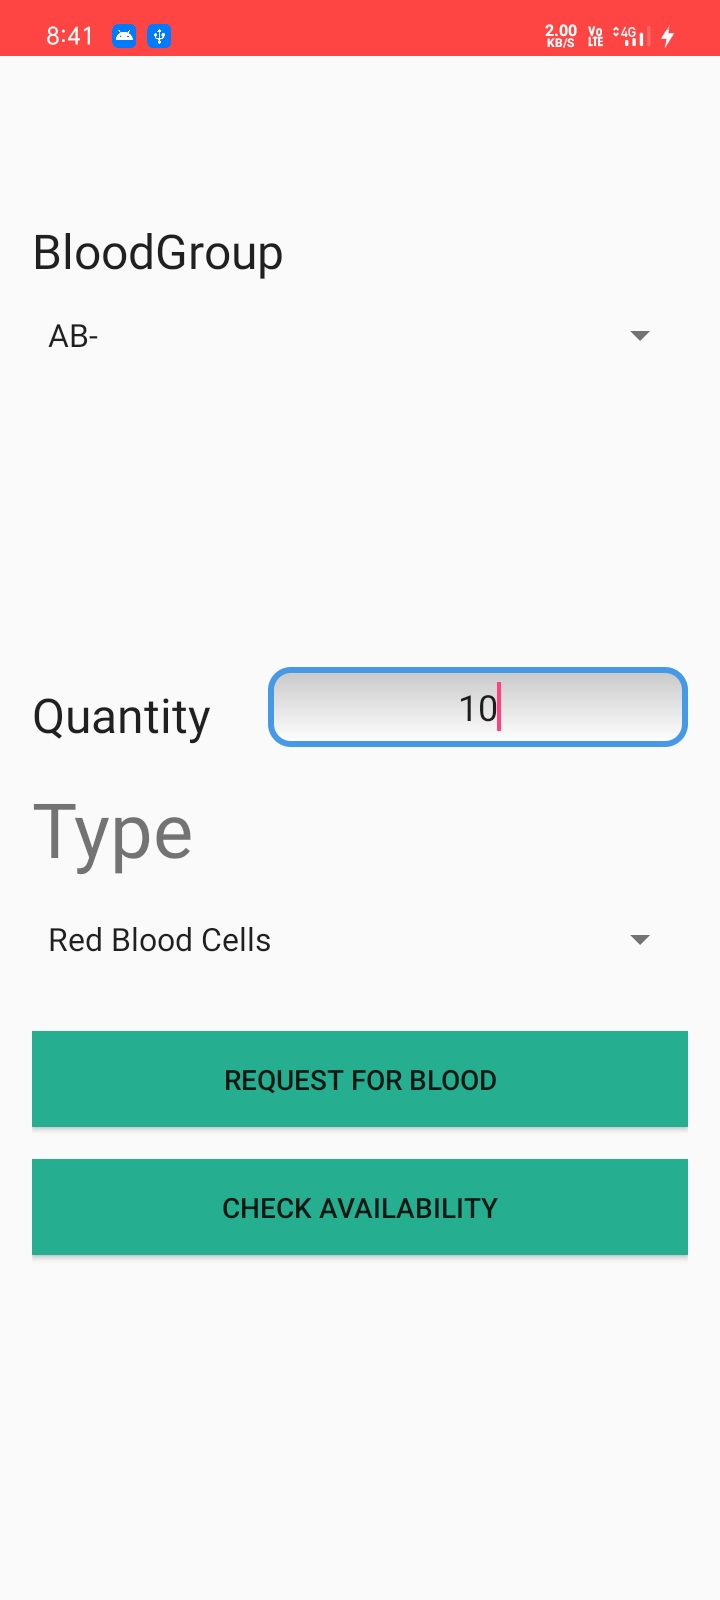 8:41
2.00 KB/S Vo LTE 4G
BloodGroup
AB-
Quantity 10
Type
Red Blood Cells
REQUEST FOR BLOOD
CHECK AVAILABILITY